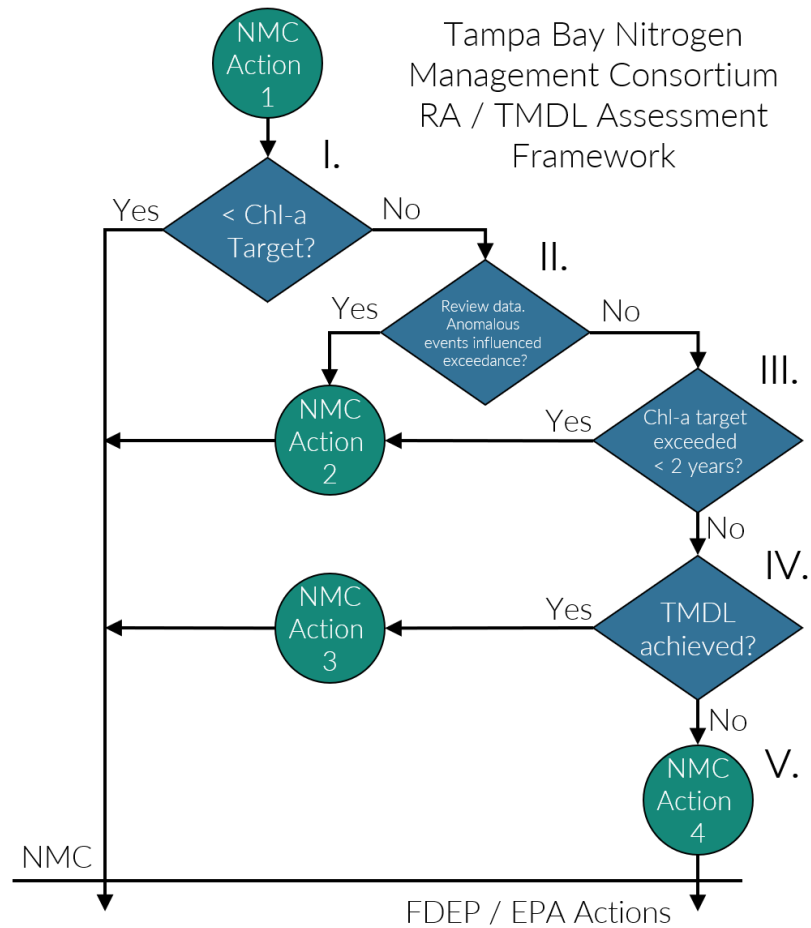 Tampa Bay Nitrogen
Management Consortium
RA / TMDL Assessment
Framework
NMC
Action
1
I.
< Chl-a
Target?
Yes
No
II.
Review data.
Anomalous
events influenced
exceedance?
Yes
No
III.
Chl-a target
exceeded
< 2 years?
Yes
NMC
Action
2
No
IV.
TMDL
achieved?
Yes
NMC
Action
3
No
V.
NMC
Action
4
NMC
FDEP / EPA Actions